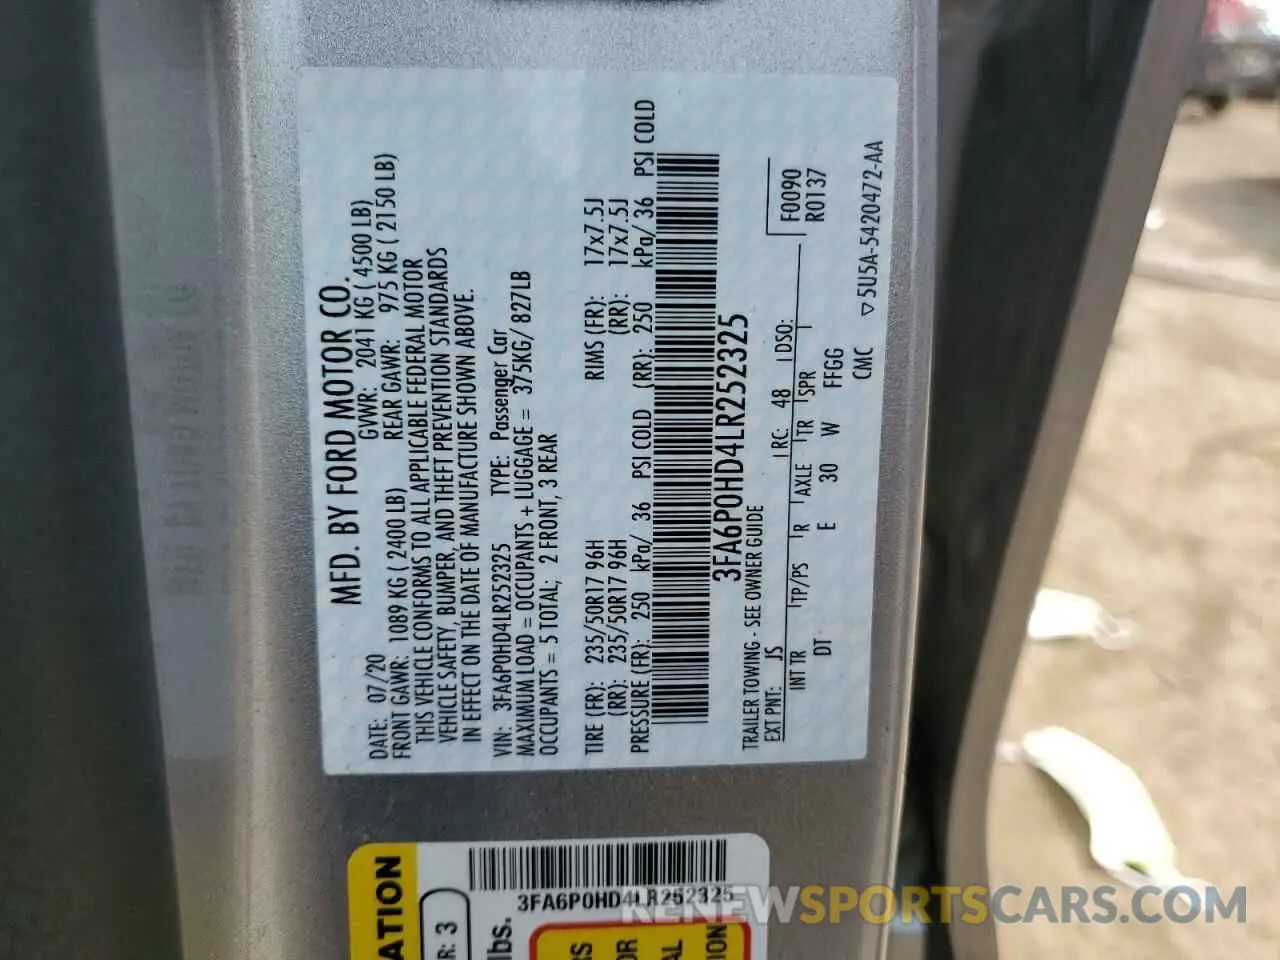 MFD. BY FORD MOTOR CO.
DATE: 07/20 GVWR: 2041 KG ( 4500 LB)
FRONT GAWR: 1089 KG ( 2400 LB) REAR GAWR: 975 KG ( 2150 LB)
THIS VEHICLE CONFORMS TO ALL APPLICABLE FEDERAL MOTOR
VEHICLE SAFETY, BUMPER, AND THEFT PREVENTION STANDARDS
IN EFFECT ON THE DATE OF MANUFACTURE SHOWN ABOVE.
VIN: 3FA6P0HD4LR252325 TYPE: Passenger Car
MAXIMUM LOAD = OCCUPANTS + LUGGAGE = 375KG/ 827LB
OCCUPANTS = 5 TOTAL; 2 FRONT, 3 REAR
TIRE (FR): 235/50R17 96H RIMS (FR): 17x7.5J
(RR): 235/50R17 96H (RR): 17x7.5J
PRESSURE (FR): 250 kPa/ 36 PSI COLD (RR): 250 kPa/ 36 PSI COLD
3FA6P0HD4LR252325
TRAILER TOWING - SEE OWNER GUIDE
EXT PNT: JS RC: 48 DSO: F0090
R0137
INT TR TP/PS R AXLE TR SPR
DT E 30 W FFGG
CMC ▽5U5A-5420472-AA
3FA6P0HD4LR252325
ATION
R: 3
lbs.
RS
OR
AL
ION
RENEWSPORTSCARS.COM